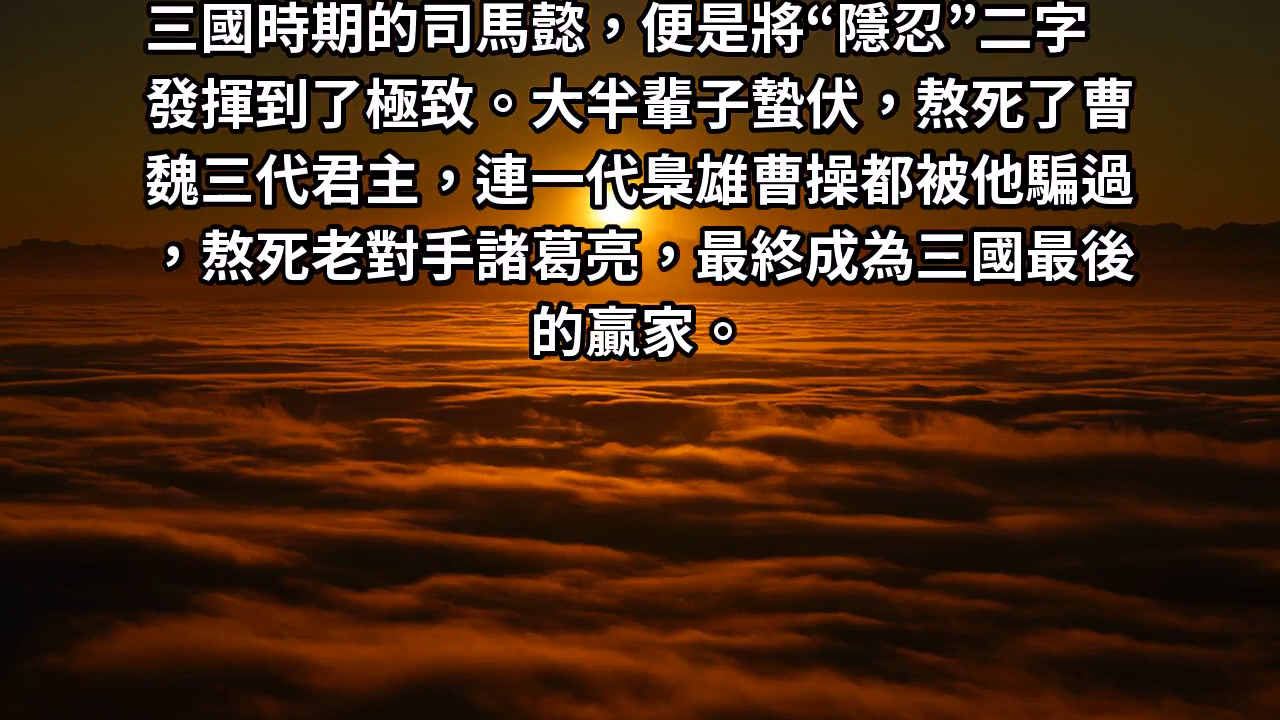 三國時期的司馬懿，便是將“隱忍”二字
發揮到了極致。大半輩子蟄伏，熬死了曹
魏三代君主，連一代梟雄曹操都被他騙過
，熬死老對手諸葛亮，最終成為三國最後
的贏家。